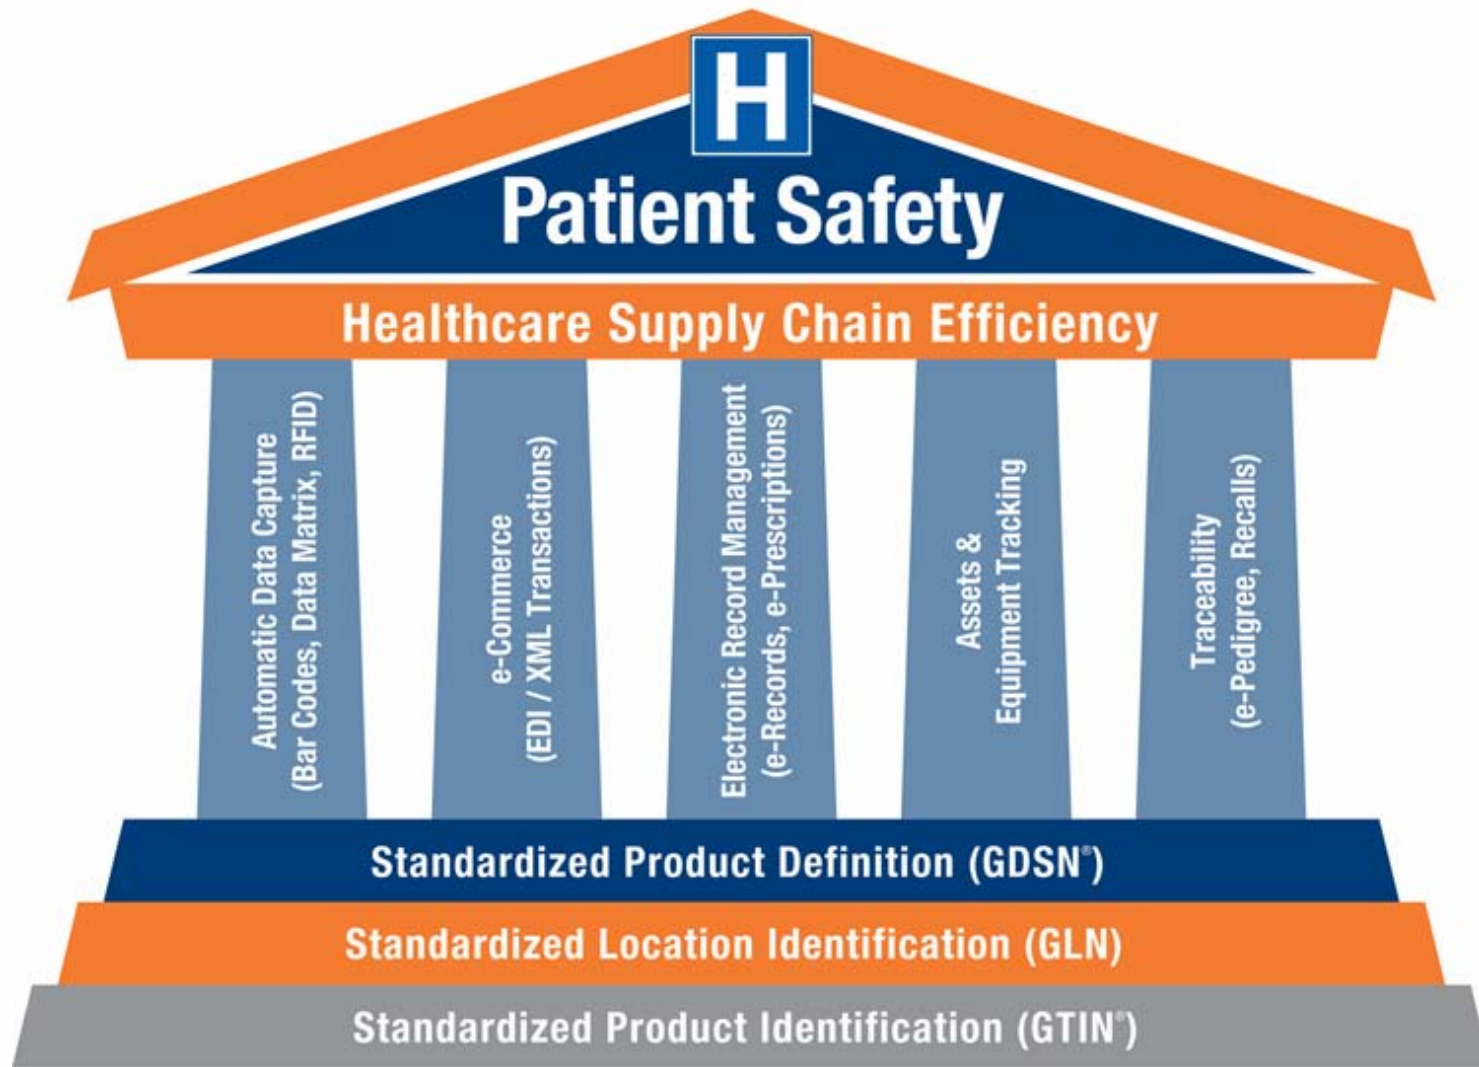 H
Patient Safety
Healthcare Supply Chain Efficiency
Automatic Data Capture
(Bar Codes, Data Matrix, RFID)
e-Commerce
(EDI / XML Transactions)
Electronic Record Management
(e-Records, e-Prescriptions)
Assets &
Equipment Tracking
Traceability
(e-Pedigree, Recalls)
Standardized Product Definition (GDSN®)
Standardized Location Identification (GLN)
Standardized Product Identification (GTIN®)